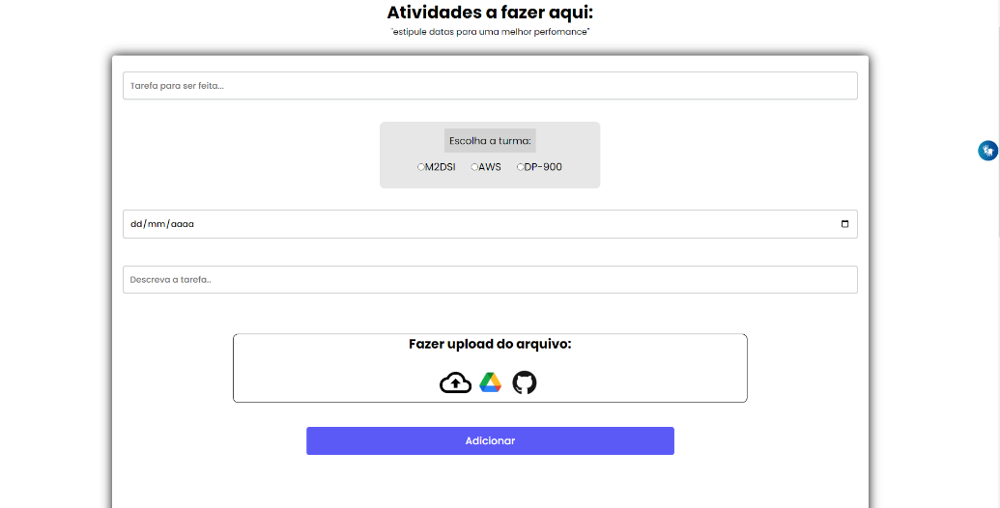 Atividades a fazer aqui:
"estipule datas para uma melhor perfomance"
Tarefa para ser feita...
Escolha a turma:
M2DSI AWS DP-900
dd/mm/aaaa
Descreva a tarefa..
Fazer upload do arquivo:
Adicionar